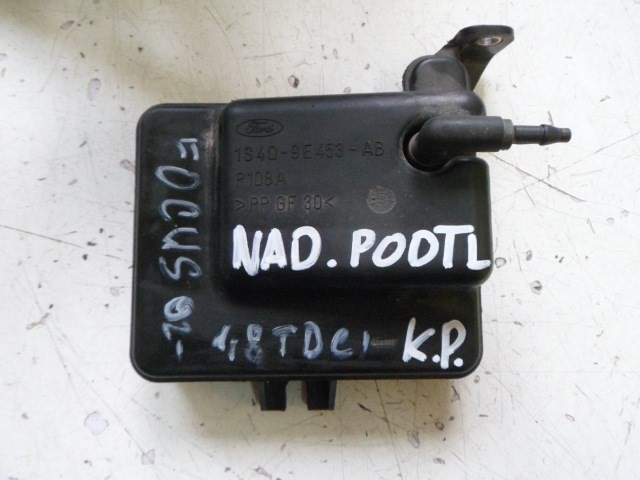 Ford
1S4Q-9E453-AB
P108A
>PP GF 30<
NAD. PODTL
1,8 TDCi K.P.
FOCUS
-02